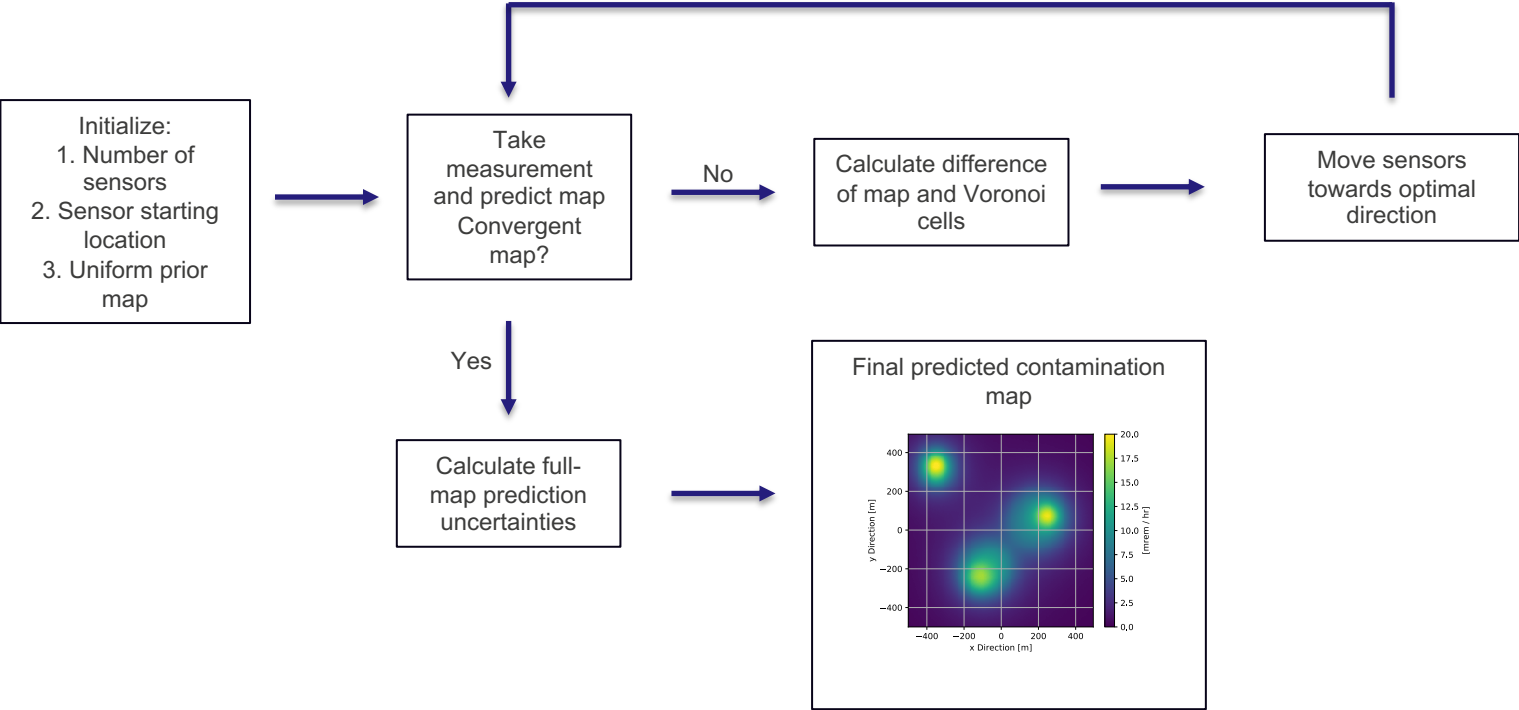 Initialize:
1. Number of
sensors
2. Sensor starting
location
3. Uniform prior
map
Take
measurement
and predict map
Convergent
map?
No
Calculate difference
of map and Voronoi
cells
Move sensors
towards optimal
direction
Yes
Calculate full-
map prediction
uncertainties
Final predicted contamination
map
400
200
0
−200
−400
y Direction [m]
−400 −200 0 200 400
x Direction [m]
20.0
17.5
15.0
12.5
10.0
7.5
5.0
2.5
0,0
[mrem / hr]